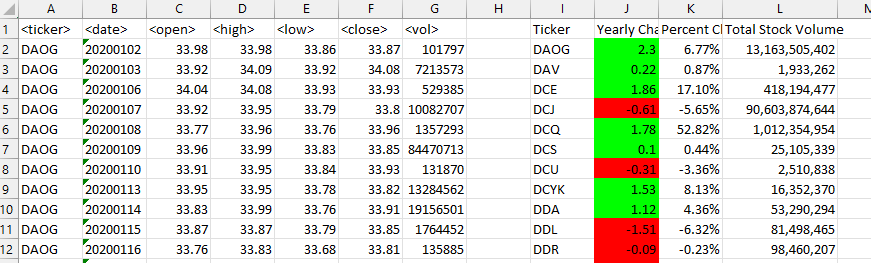 A B C D E F G H I J K L M
1 <ticker> <date> <open> <high> <low> <close> <vol> Ticker Yearly Cha Percent Cl Total Stock Volume
2 DAOG 20200102 33.98 33.98 33.86 33.87 101797 DAOG 2.3 6.77% 13,163,505,402
3 DAOG 20200103 33.92 34.09 33.92 34.08 7213573 DAV 0.22 0.87% 1,933,262
4 DAOG 20200106 34.04 34.08 33.93 33.93 529385 DCE 1.86 17.10% 418,194,477
5 DAOG 20200107 33.92 33.95 33.79 33.8 10082707 DCJ -0.61 -5.65% 90,603,874,644
6 DAOG 20200108 33.77 33.96 33.76 33.96 1357293 DCQ 1.78 52.82% 1,012,354,954
7 DAOG 20200109 33.96 33.99 33.83 33.85 84470713 DCS 0.1 0.44% 25,105,339
8 DAOG 20200110 33.91 33.95 33.84 33.93 131870 DCU -0.31 -3.36% 2,510,838
9 DAOG 20200113 33.95 33.95 33.78 33.82 13284562 DCYK 1.53 8.13% 16,352,370
10 DAOG 20200114 33.83 33.99 33.76 33.91 19156501 DDA 1.12 4.36% 53,290,294
11 DAOG 20200115 33.87 33.87 33.79 33.85 1764452 DDL -1.51 -6.32% 81,498,465
12 DAOG 20200116 33.76 33.83 33.68 33.81 135885 DDR -0.09 -0.23% 98,460,207